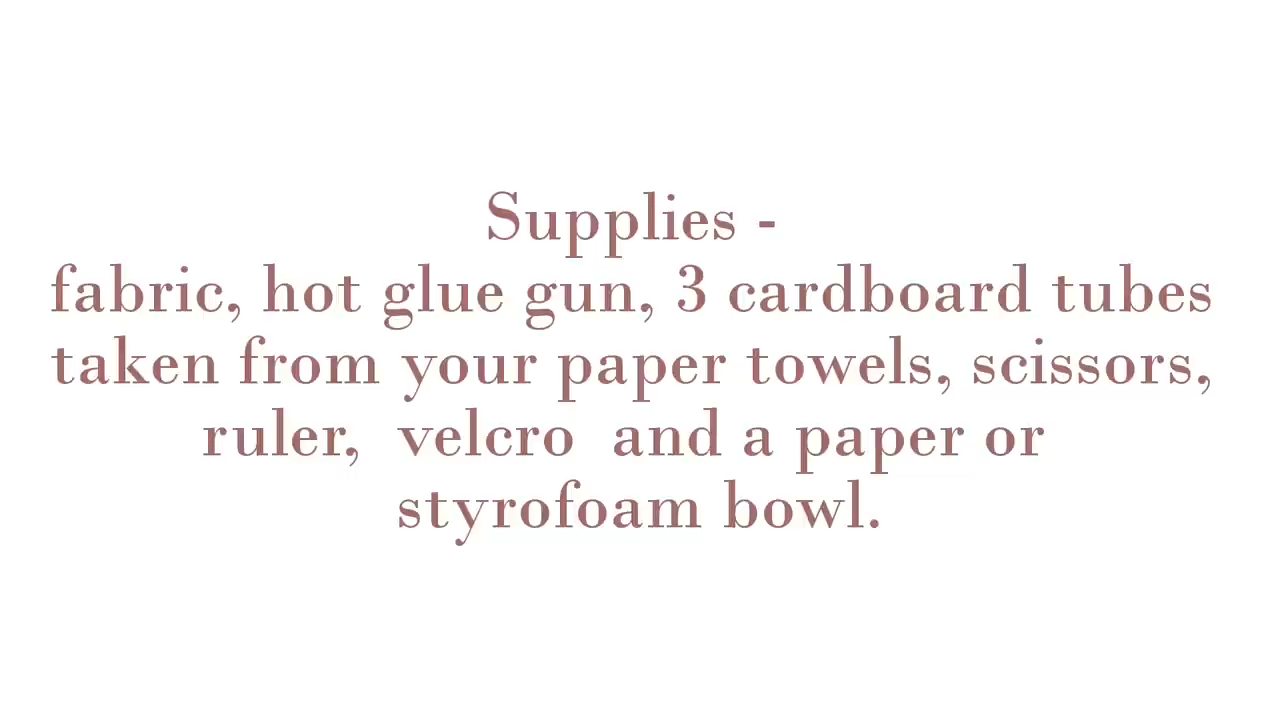 Supplies -
fabric, hot glue gun, 3 cardboard tubes
taken from your paper towels, scissors,
ruler,  velcro  and a paper or
styrofoam bowl.